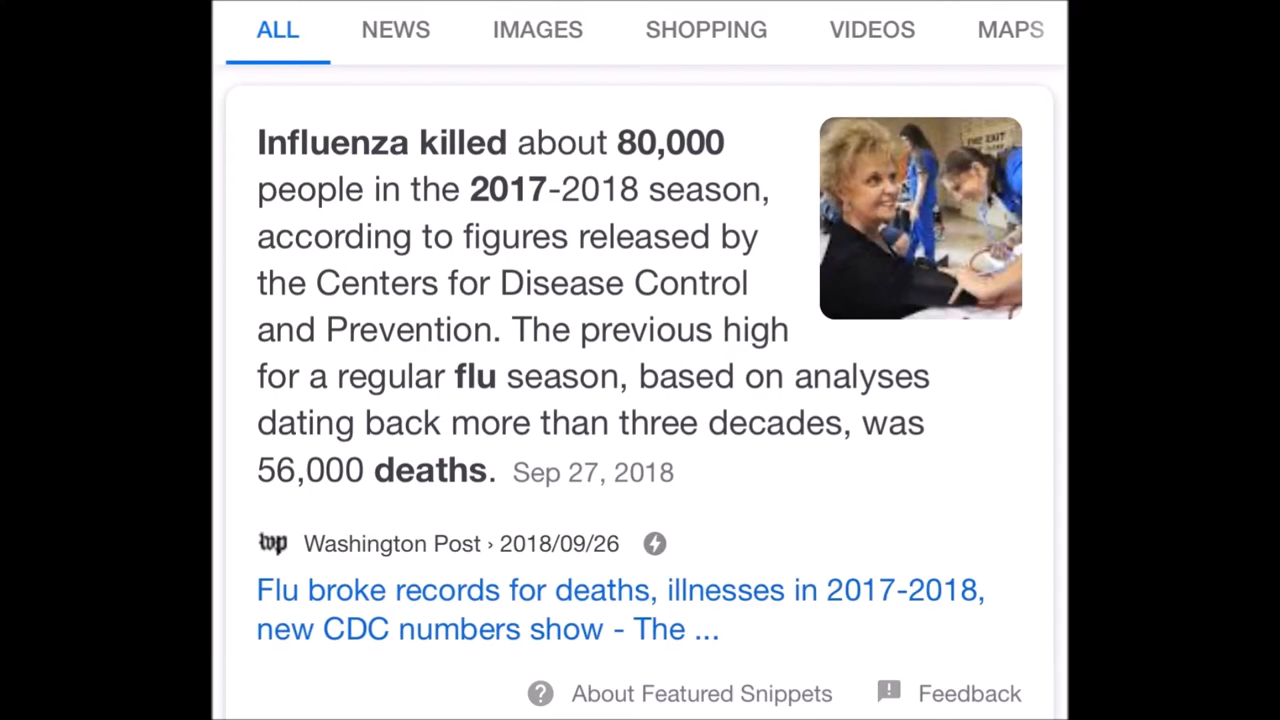 ALL NEWS IMAGES SHOPPING VIDEOS MAPS
Influenza killed about 80,000
people in the 2017-2018 season,
according to figures released by
the Centers for Disease Control
and Prevention. The previous high
for a regular flu season, based on analyses
dating back more than three decades, was
56,000 deaths. Sep 27, 2018
THE EXIT
wp Washington Post › 2018/09/26
Flu broke records for deaths, illnesses in 2017-2018,
new CDC numbers show - The ...
? About Featured Snippets ! Feedback